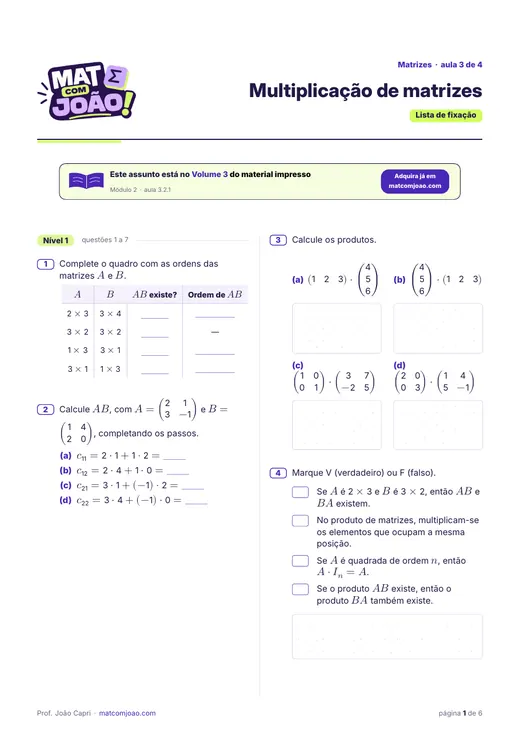 MAT Σ
COM
JOÃO!
Matrizes · aula 3 de 4
Multiplicação de matrizes
Lista de fixação
Este assunto está no Volume 3 do material impresso
Módulo 2 · aula 3.2.1
Adquira já em
matcomjoao.com
Nível 1 questões 1 a 7
1 Complete o quadro com as ordens das
matrizes A e B.
A B AB existe? Ordem de AB
2 × 3 3 × 4 ____ ____
3 × 2 3 × 2 ____ —
1 × 3 3 × 1 ____ ____
3 × 1 1 × 3 ____ ____
2 Calcule AB, com A = (2 1; 3 −1) e B =
(1 4; 2 0), completando os passos.
(a) c₁₁ = 2 · 1 + 1 · 2 = ____
(b) c₁₂ = 2 · 4 + 1 · 0 = ____
(c) c₂₁ = 3 · 1 + (−1) · 2 = ____
(d) c₂₂ = 3 · 4 + (−1) · 0 = ____
3 Calcule os produtos.
(a) (1 2 3) · (4; 5; 6) (b) (4; 5; 6) · (1 2 3)
(c) (d)
(1 0; 0 1) · (3 7; −2 5) (2 0; 0 3) · (1 4; 5 −1)
4 Marque V (verdadeiro) ou F (falso).
Se A é 2 × 3 e B é 3 × 2, então AB e
BA existem.
No produto de matrizes, multiplicam-se
os elementos que ocupam a mesma
posição.
Se A é quadrada de ordem n, então
A · Iₙ = A.
Se o produto AB existe, então o
produto BA também existe.
Prof. João Capri · matcomjoao.com
página 1 de 6